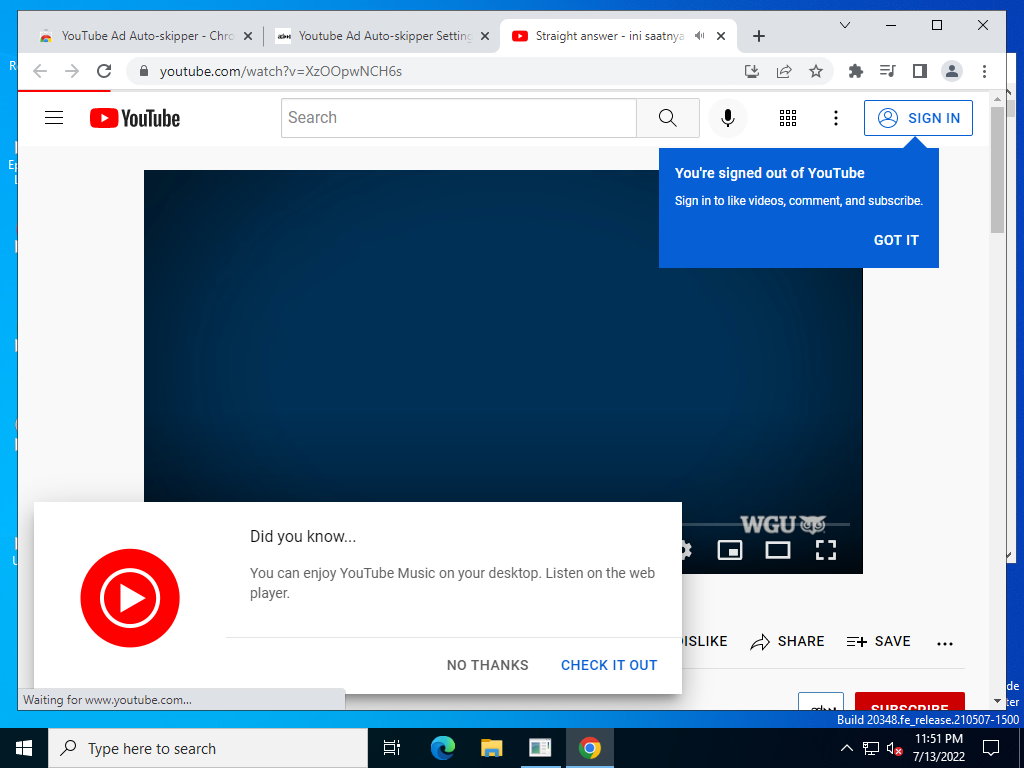 YouTube Ad Auto-skipper - Chro
Youtube Ad Auto-skipper Setting
Straight answer - ini saatnya
youtube.com/watch?v=XzOOpwNCH6s
YouTube
Search
SIGN IN
You're signed out of YouTube
Sign in to like videos, comment, and subscribe.
GOT IT
WGU
Did you know...
You can enjoy YouTube Music on your desktop. Listen on the web
player.
NO THANKS
CHECK IT OUT
ISLIKE
SHARE
SAVE
SUBSCRIBE
Waiting for www.youtube.com...
Build 20348.fe_release.210507-1500
Type here to search
11:51 PM
7/13/2022